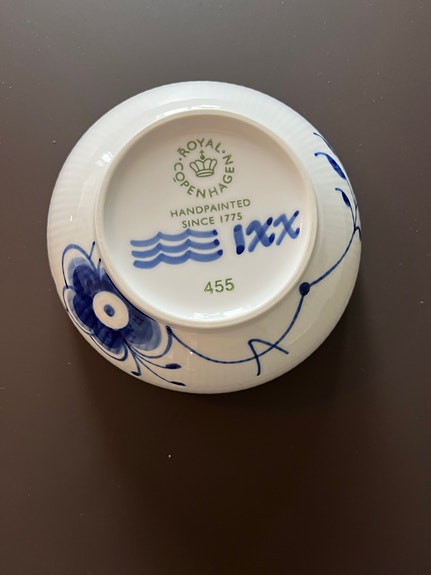 ROYAL COPENHAGEN
HANDPAINTED
SINCE 1775
IXX
455